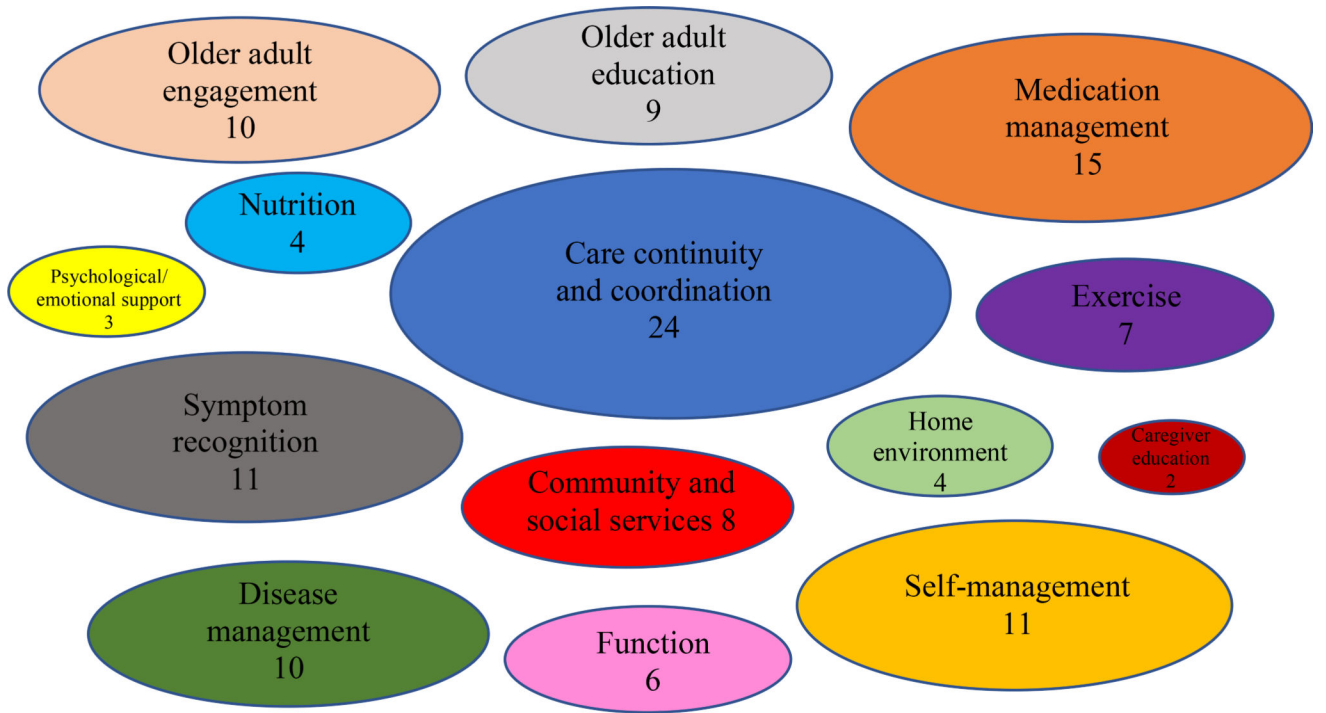 Older adult
engagement
10
Older adult
education
9
Medication
management
15
Nutrition
4
Care continuity
and coordination
24
Psychological/
emotional support
3
Exercise
7
Symptom
recognition
11
Home
environment
4
Caregiver
education
2
Community and
social services 8
Disease
management
10
Function
6
Self-management
11